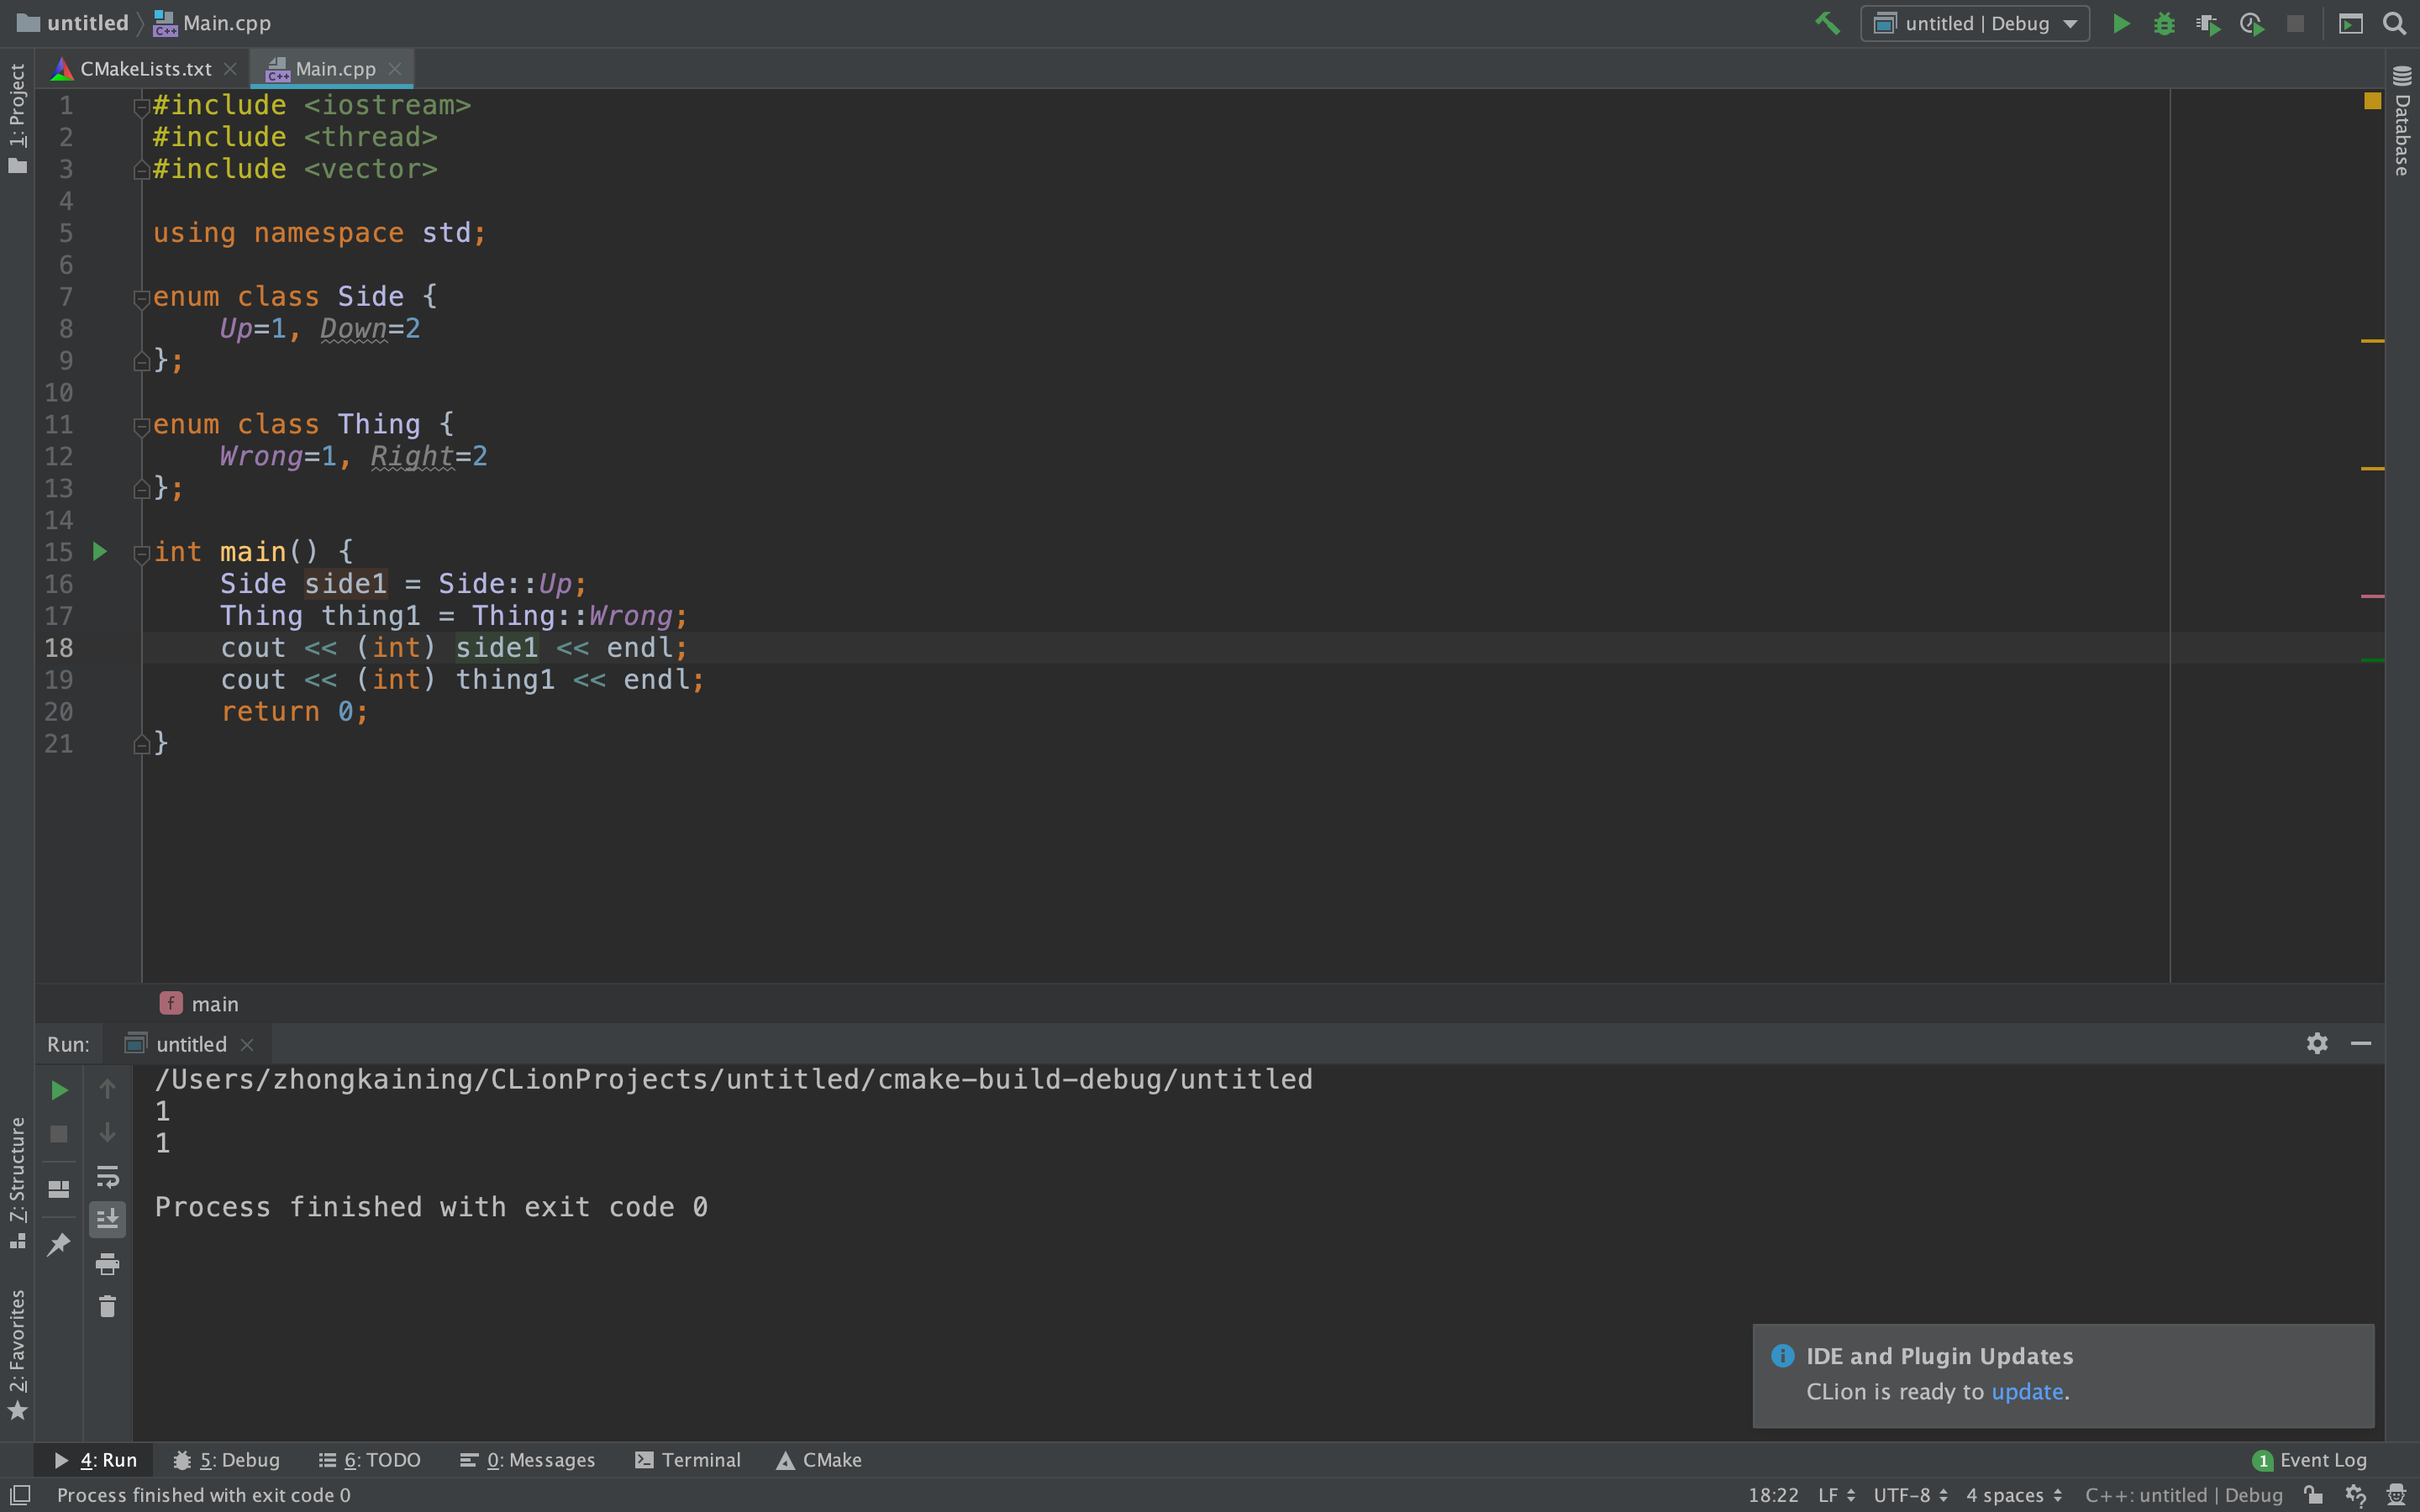 untitled Main.cpp untitled | Debug
CMakeLists.txt Main.cpp
1: Project
Database
1 #include <iostream>
2 #include <thread>
3 #include <vector>
4
5 using namespace std;
6
7 enum class Side {
8 Up=1, Down=2
9 };
10
11 enum class Thing {
12 Wrong=1, Right=2
13 };
14
15 int main() {
16 Side side1 = Side::Up;
17 Thing thing1 = Thing::Wrong;
18 cout << (int) side1 << endl;
19 cout << (int) thing1 << endl;
20 return 0;
21 }
f main
Run: untitled
/Users/zhongkaining/CLionProjects/untitled/cmake-build-debug/untitled
1
1
Process finished with exit code 0
Z: Structure
2: Favorites
IDE and Plugin Updates
CLion is ready to update.
4: Run 5: Debug 6: TODO 0: Messages Terminal CMake 1 Event Log
Process finished with exit code 0 18:22 LF UTF-8 4 spaces C++: untitled | Debug